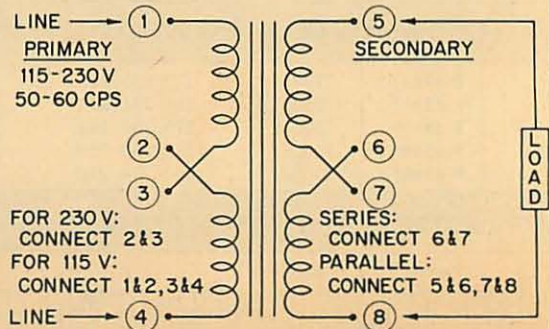 LINE 1
PRIMARY
115-230 V
50-60 CPS
2
3
FOR 230 V:
CONNECT 2&3
FOR 115 V:
CONNECT 1&2, 3&4
LINE 4
5
SECONDARY
6
7
SERIES:
CONNECT 6&7
PARALLEL:
CONNECT 5&6, 7&8
8
LOAD